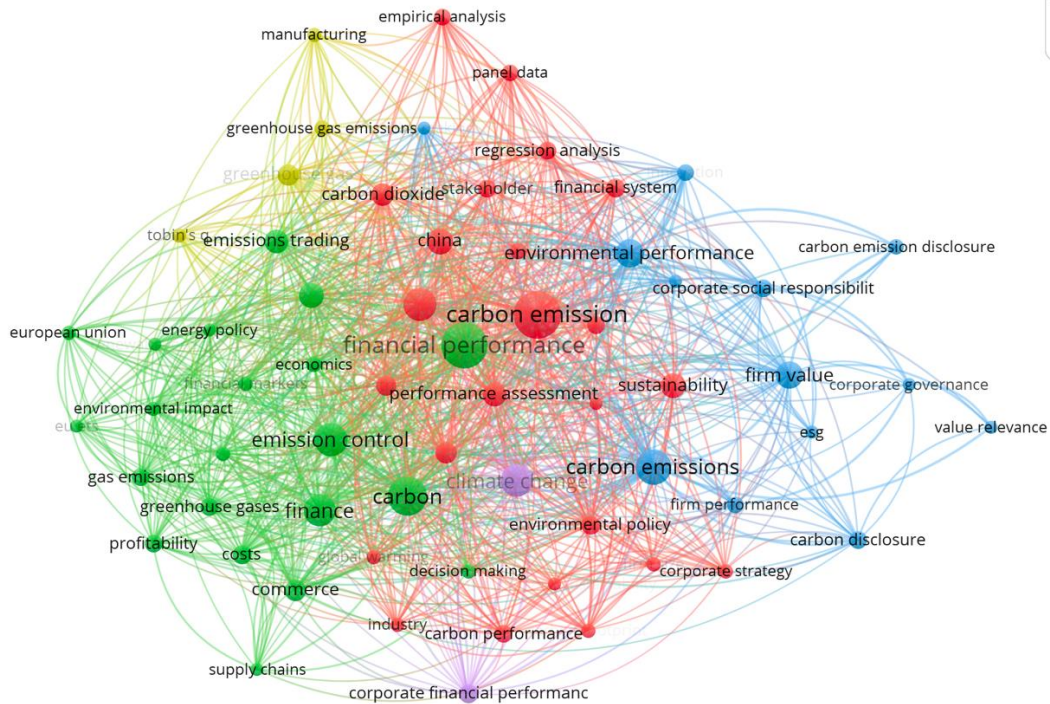 empirical analysis
manufacturing
panel data
greenhouse gas emissions
regression analysis
greenhouse gas
carbon dioxide
stakeholder
financial system
tobin's q
emissions trading
china
environmental performance
carbon emission disclosure
corporate social responsibilit
carbon emission
european union
energy policy
financial performance
economics
financial markets
performance assessment
sustainability
firm value
corporate governance
environmental impact
eu ets
value relevance
esg
emission control
carbon emissions
gas emissions
climate change
carbon
greenhouse gases
finance
firm performance
environmental policy
profitability
costs
global warming
carbon disclosure
decision making
corporate strategy
commerce
industry
carbon performance
supply chains
corporate financial performanc